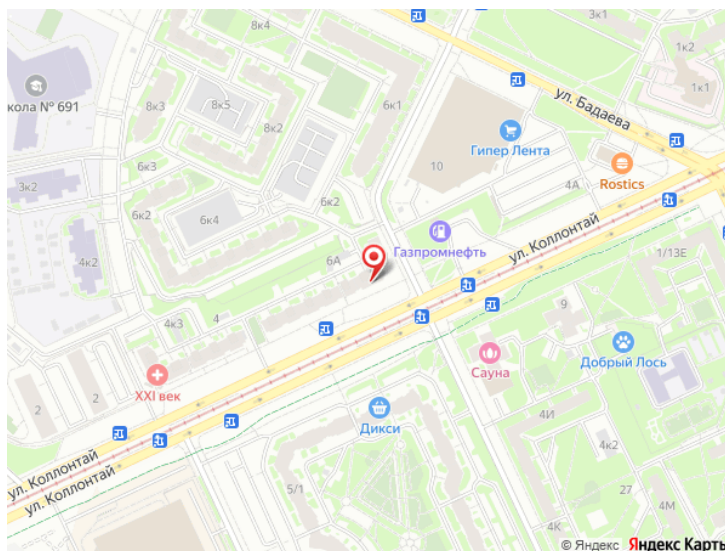 3к1
1к2
1к1
кола № 691
8к3
8к5
8к2
6к1
ул. Бадаева
Гипер Лента
10
Rostics
4А
6к3
3к2
6к2
6к4
6к2
Газпромнефть
ул. Коллонтай
1/13Е
4к2
6А
4
4к3
9
Добрый Лось
Сауна
XXI век
2
2
Дикси
4И
4к2
ул. Коллонтай
ул. Коллонтай
5/1
27
4М
4К
© Яндекс Яндекс Карты